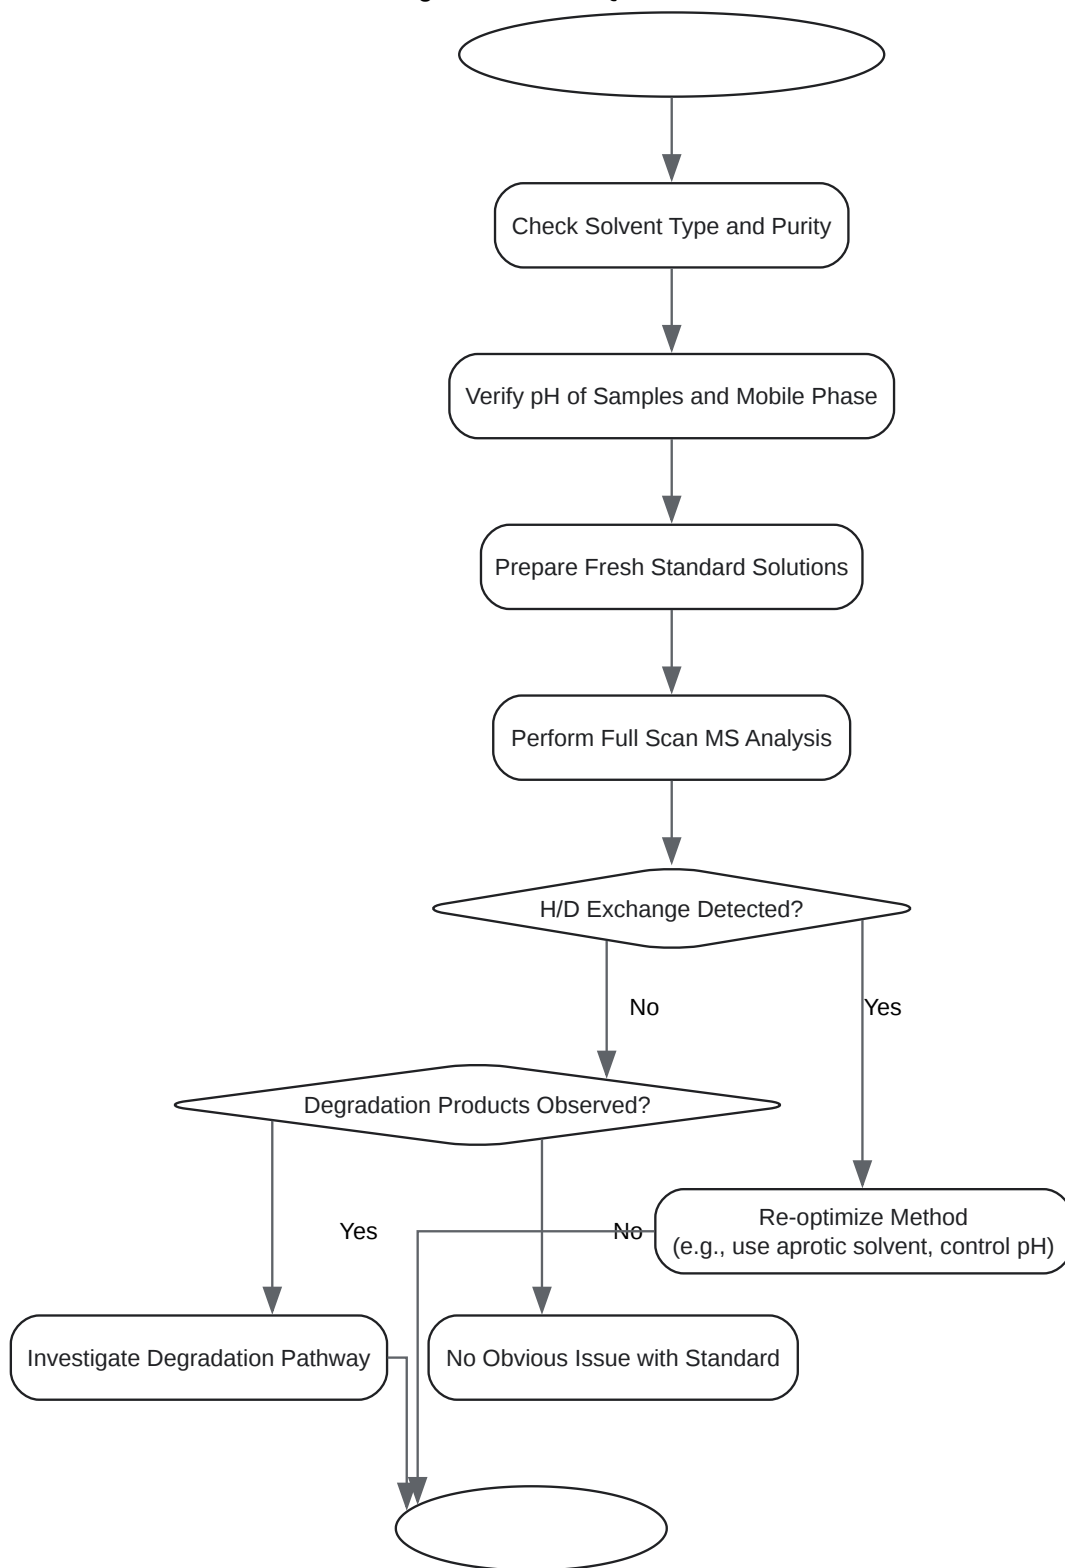 Check Solvent Type and Purity
Verify pH of Samples and Mobile Phase
Prepare Fresh Standard Solutions
Perform Full Scan MS Analysis
H/D Exchange Detected?
No
Yes
Degradation Products Observed?
Yes
No
Re-optimize Method
(e.g., use aprotic solvent, control pH)
Investigate Degradation Pathway
No Obvious Issue with Standard